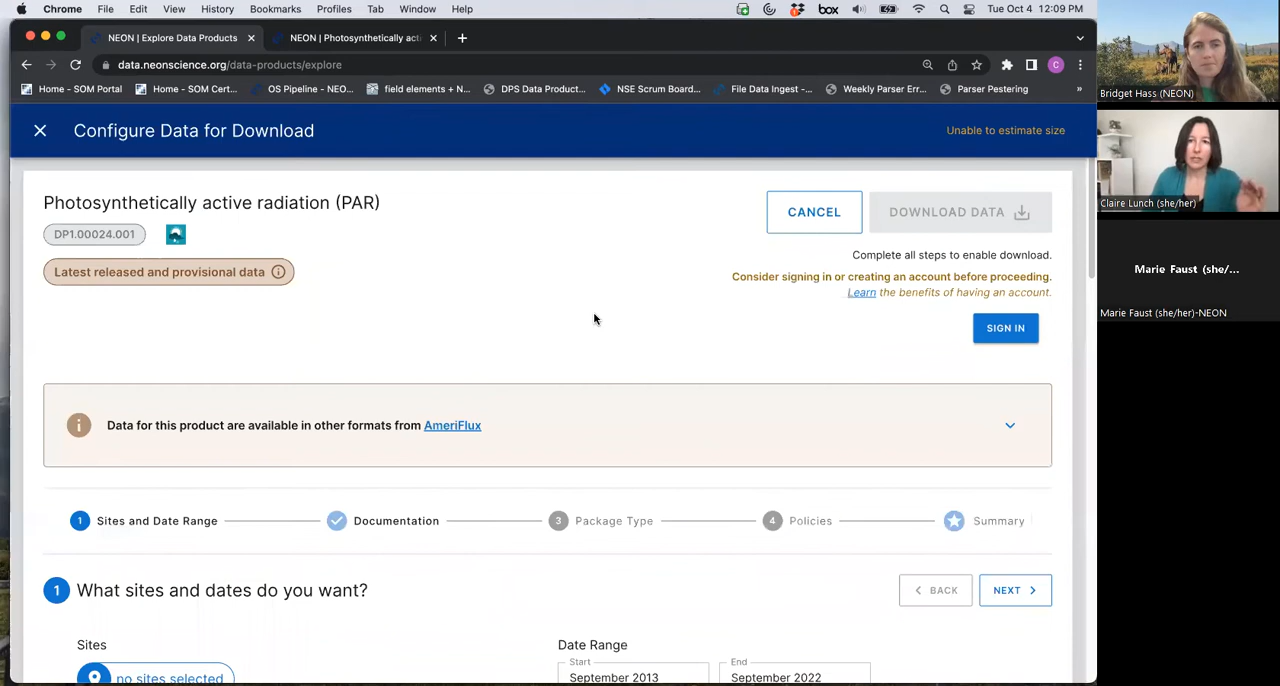 Chrome File Edit View History Bookmarks Profiles Tab Window Help box Tue Oct 4 12:09 PM
NEON | Explore Data Products NEON | Photosynthetically acti
data.neonscience.org/data-products/explore C
Home - SOM Portal Home - SOM Cert... OS Pipeline - NEO... field elements + N... DPS Data Product... NSE Scrum Board... File Data Ingest -... Weekly Parser Err... Parser Pestering »
Configure Data for Download Unable to estimate size
Photosynthetically active radiation (PAR)
CANCEL DOWNLOAD DATA
DP1.00024.001
Complete all steps to enable download.
Latest released and provisional data
Consider signing in or creating an account before proceeding.
Learn the benefits of having an account.
SIGN IN
Data for this product are available in other formats from AmeriFlux
1 Sites and Date Range Documentation 3 Package Type 4 Policies Summary
1 What sites and dates do you want? BACK NEXT
Sites Date Range
Start End
no sites selected September 2013 September 2022
Bridget Hass (NEON)
Claire Lunch (she/her)
Marie Faust (she/...
Marie Faust (she/her)-NEON